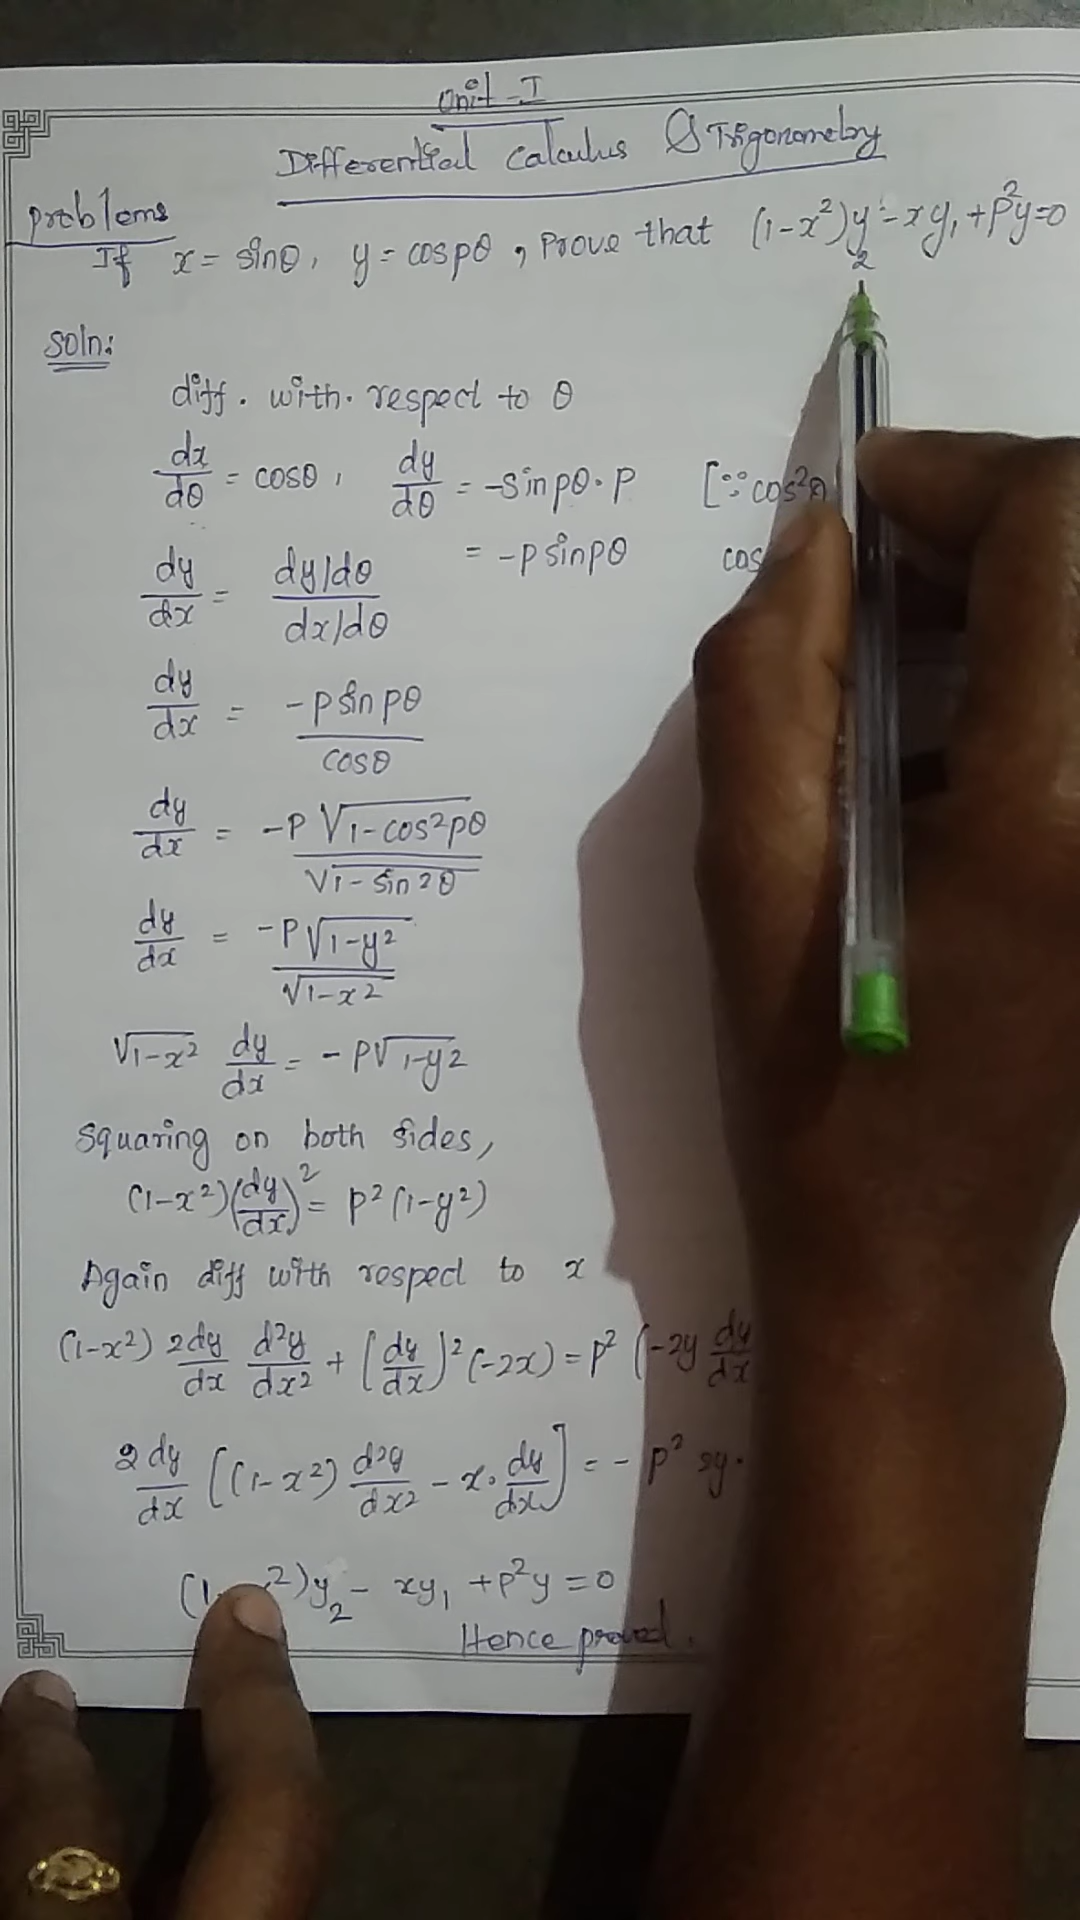 Unit - I
Differential Calculus & Trigonometry
Problems
If x = sinθ, y = cospθ, Prove that (1-x²)y₂ - xy₁ + p²y=0
Soln:
diff. with. respect to θ
dx/dθ = cosθ, dy/dθ = -sinpθ·p [∵ cos²θ
= -p sinpθ cos
dy/dx = (dy/dθ)/(dx/dθ)
dy/dx = -p sin pθ / cosθ
dy/dx = -p √1-cos²pθ / √1-sin²θ
dy/dx = -p√1-y² / √1-x²
√1-x² dy/dx = -p√1-y²
Squaring on both sides,
(1-x²)(dy/dx)² = p²(1-y²)
Again diff with respect to x
(1-x²) 2dy/dx d²y/dx² + (dy/dx)²(-2x) = p² (-2y dy/dx
2 dy/dx [(1-x²) d²y/dx² - x. dy/dx] = - p² 2y.
(1- ²)y₂ - xy₁ + p²y = 0
Hence proved.